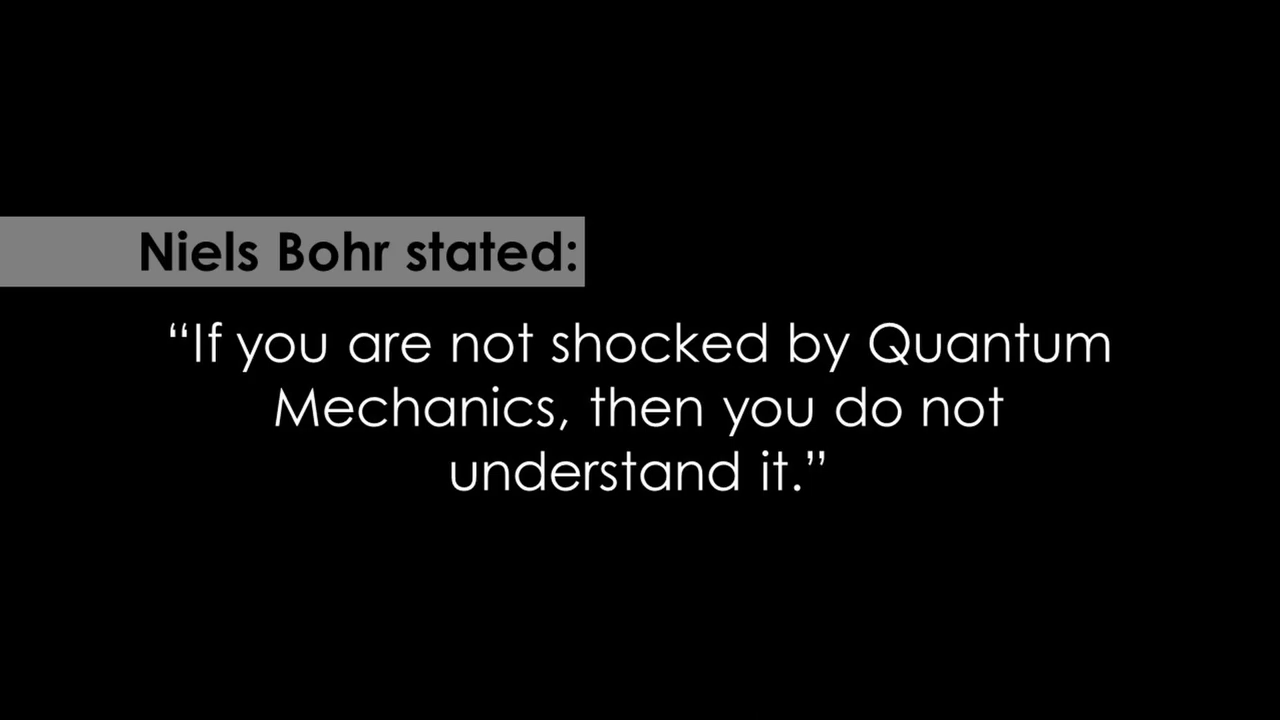 Niels Bohr stated:
“If you are not shocked by Quantum
Mechanics, then you do not
understand it.”